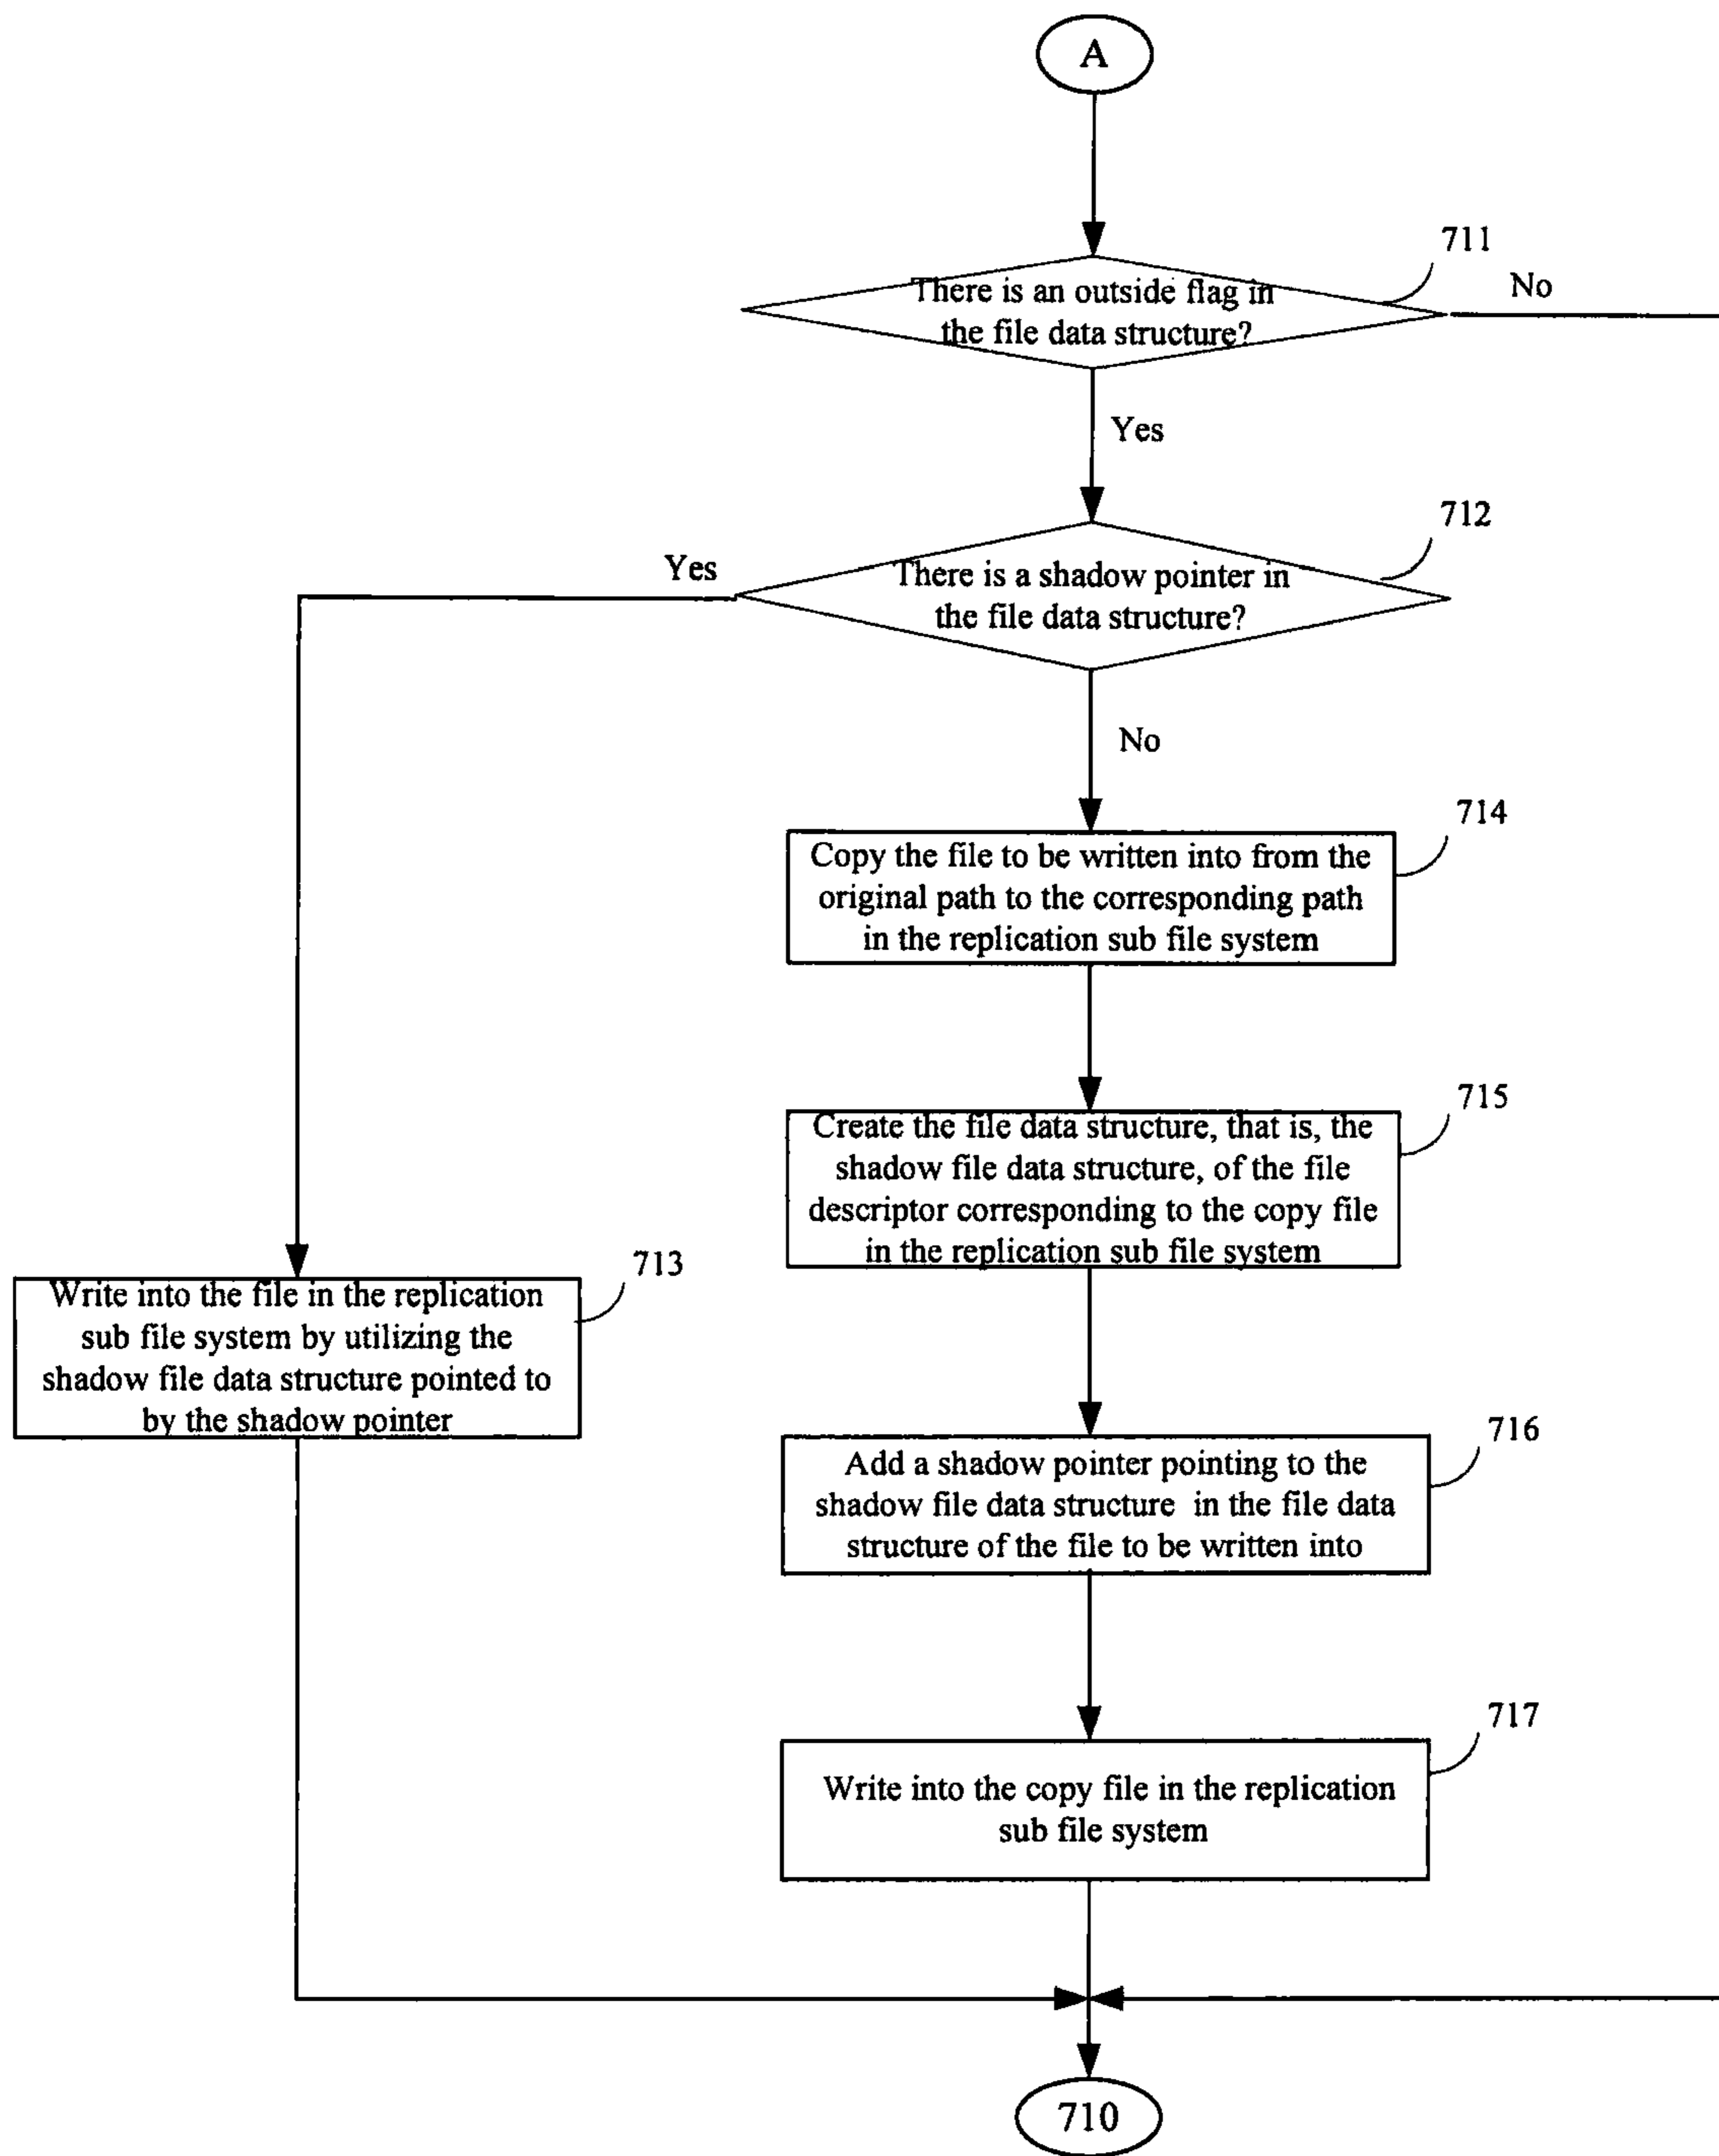 A
711
No
There is an outside flag in
the file data structure?
Yes
712
Yes
There is a shadow pointer in
the file data structure?
No
714
Copy the file to be written into from the
original path to the corresponding path
in the replication sub file system
715
Create the file data structure, that is, the
shadow file data structure, of the file
descriptor corresponding to the copy file
in the replication sub file system
713
Write into the file in the replication
sub file system by utilizing the
shadow file data structure pointed to
by the shadow pointer
716
Add a shadow pointer pointing to the
shadow file data structure in the file data
structure of the file to be written into
717
Write into the copy file in the replication
sub file system
710